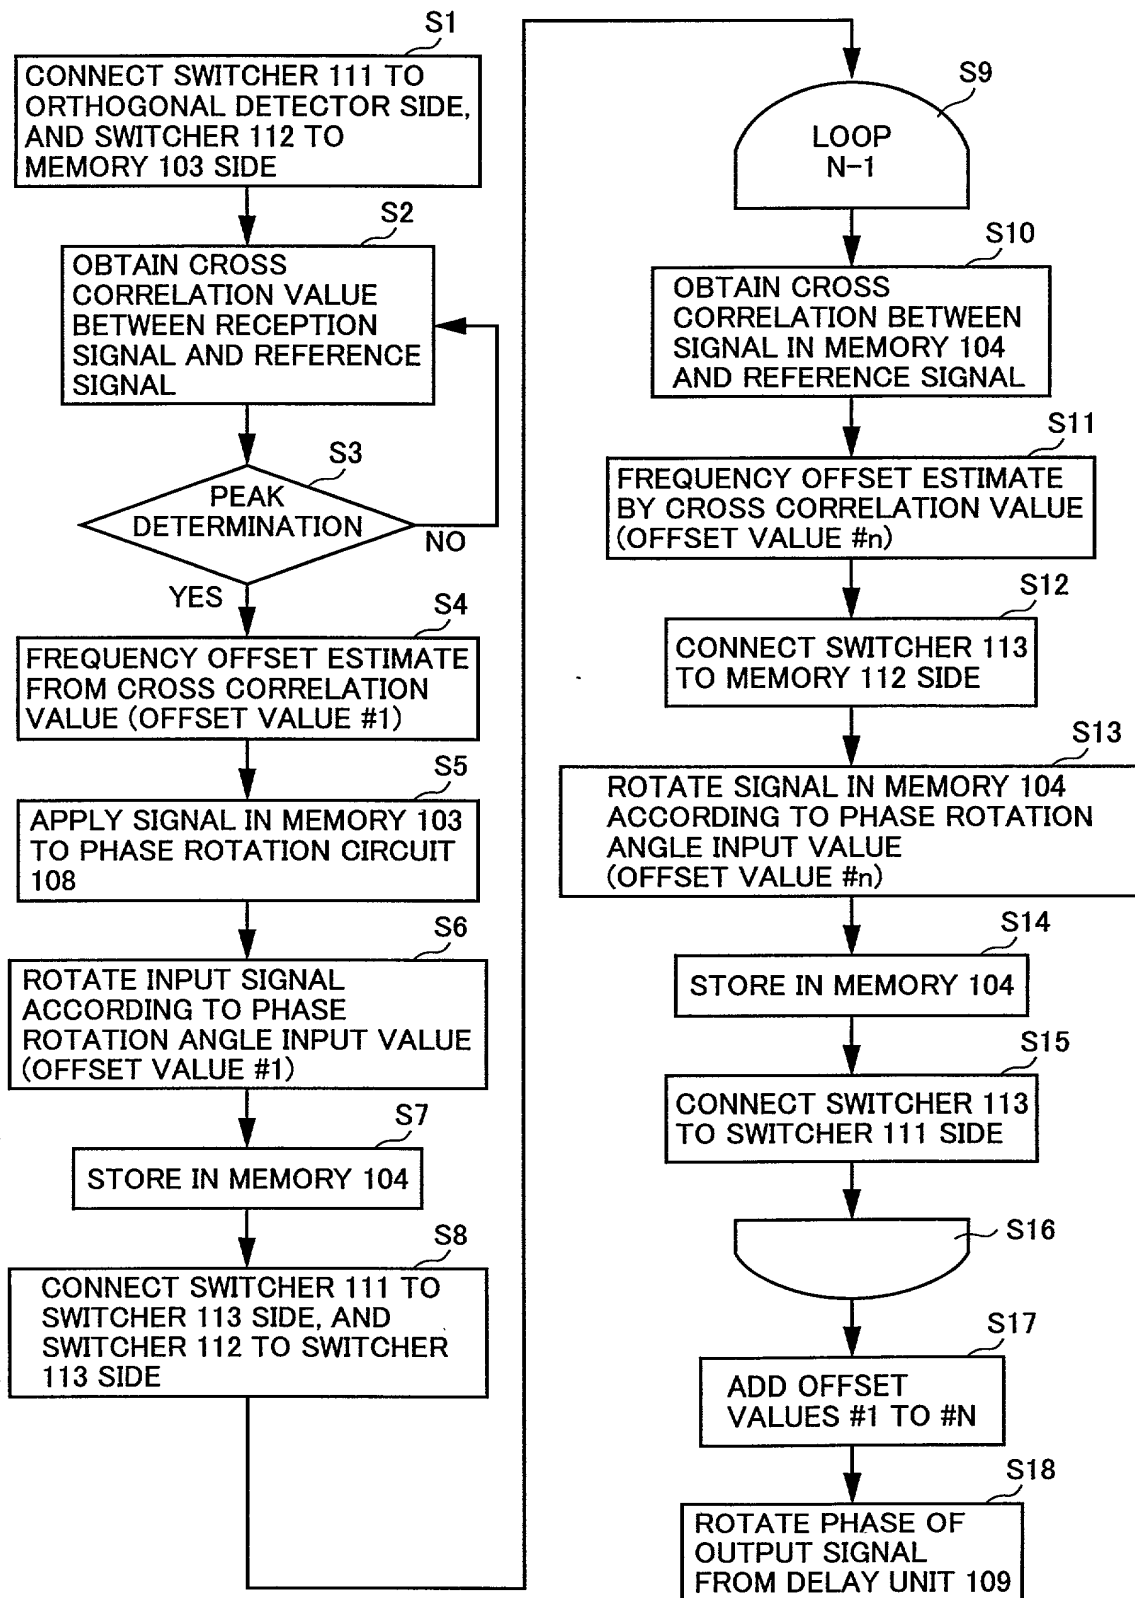 S1
CONNECT SWITCHER 111 TO
ORTHOGONAL DETECTOR SIDE,
AND SWITCHER 112 TO
MEMORY 103 SIDE
S2
OBTAIN CROSS
CORRELATION VALUE
BETWEEN RECEPTION
SIGNAL AND REFERENCE
SIGNAL
S3
PEAK
DETERMINATION
NO
YES
S4
FREQUENCY OFFSET ESTIMATE
FROM CROSS CORRELATION
VALUE (OFFSET VALUE #1)
S5
APPLY SIGNAL IN MEMORY 103
TO PHASE ROTATION CIRCUIT
108
S6
ROTATE INPUT SIGNAL
ACCORDING TO PHASE
ROTATION ANGLE INPUT VALUE
(OFFSET VALUE #1)
S7
STORE IN MEMORY 104
S8
CONNECT SWITCHER 111 TO
SWITCHER 113 SIDE, AND
SWITCHER 112 TO SWITCHER
113 SIDE
S9
LOOP
N-1
S10
OBTAIN CROSS
CORRELATION BETWEEN
SIGNAL IN MEMORY 104
AND REFERENCE SIGNAL
S11
FREQUENCY OFFSET ESTIMATE
BY CROSS CORRELATION VALUE
(OFFSET VALUE #n)
S12
CONNECT SWITCHER 113
TO MEMORY 112 SIDE
S13
ROTATE SIGNAL IN MEMORY 104
ACCORDING TO PHASE ROTATION
ANGLE INPUT VALUE
(OFFSET VALUE #n)
S14
STORE IN MEMORY 104
S15
CONNECT SWITCHER 113
TO SWITCHER 111 SIDE
S16
S17
ADD OFFSET
VALUES #1 TO #N
S18
ROTATE PHASE OF
OUTPUT SIGNAL
FROM DELAY UNIT 109